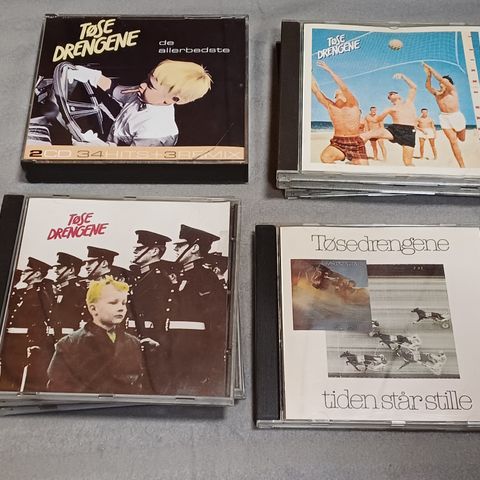 TØSE
DRENGENE
de
allerbedste
2CD 34 HITS + 3 REMIX
TØSE
DRENGENE
TØSE
DRENGENE
Tøsedrengene
tiden står stille